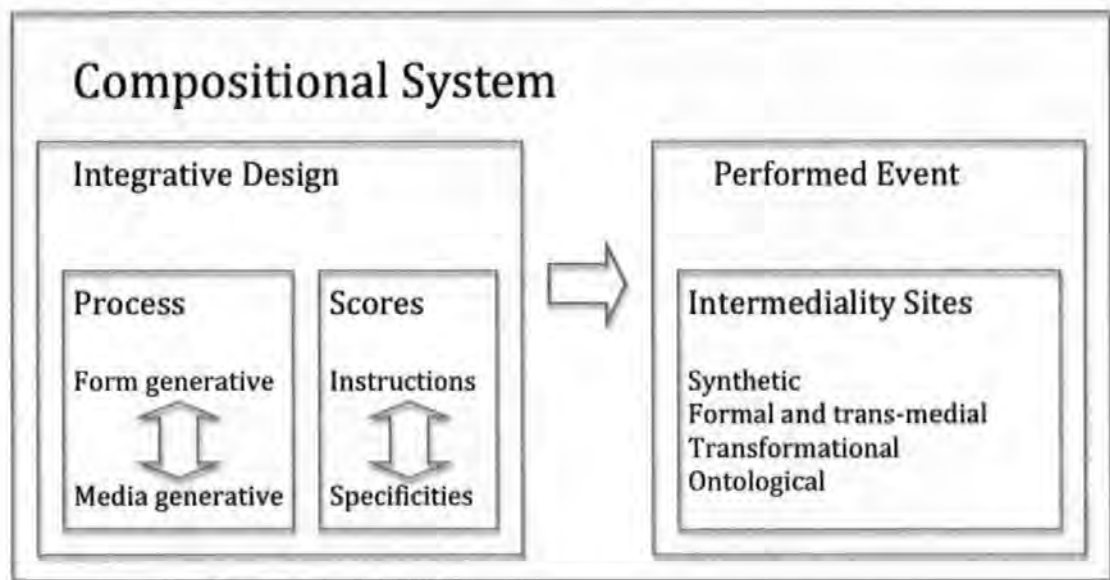 Compositional System
Integrative Design
Process
Form generative
Media generative
Scores
Instructions
Specificities
Performed Event
Intermediality Sites
Synthetic
Formal and trans-medial
Transformational
Ontological